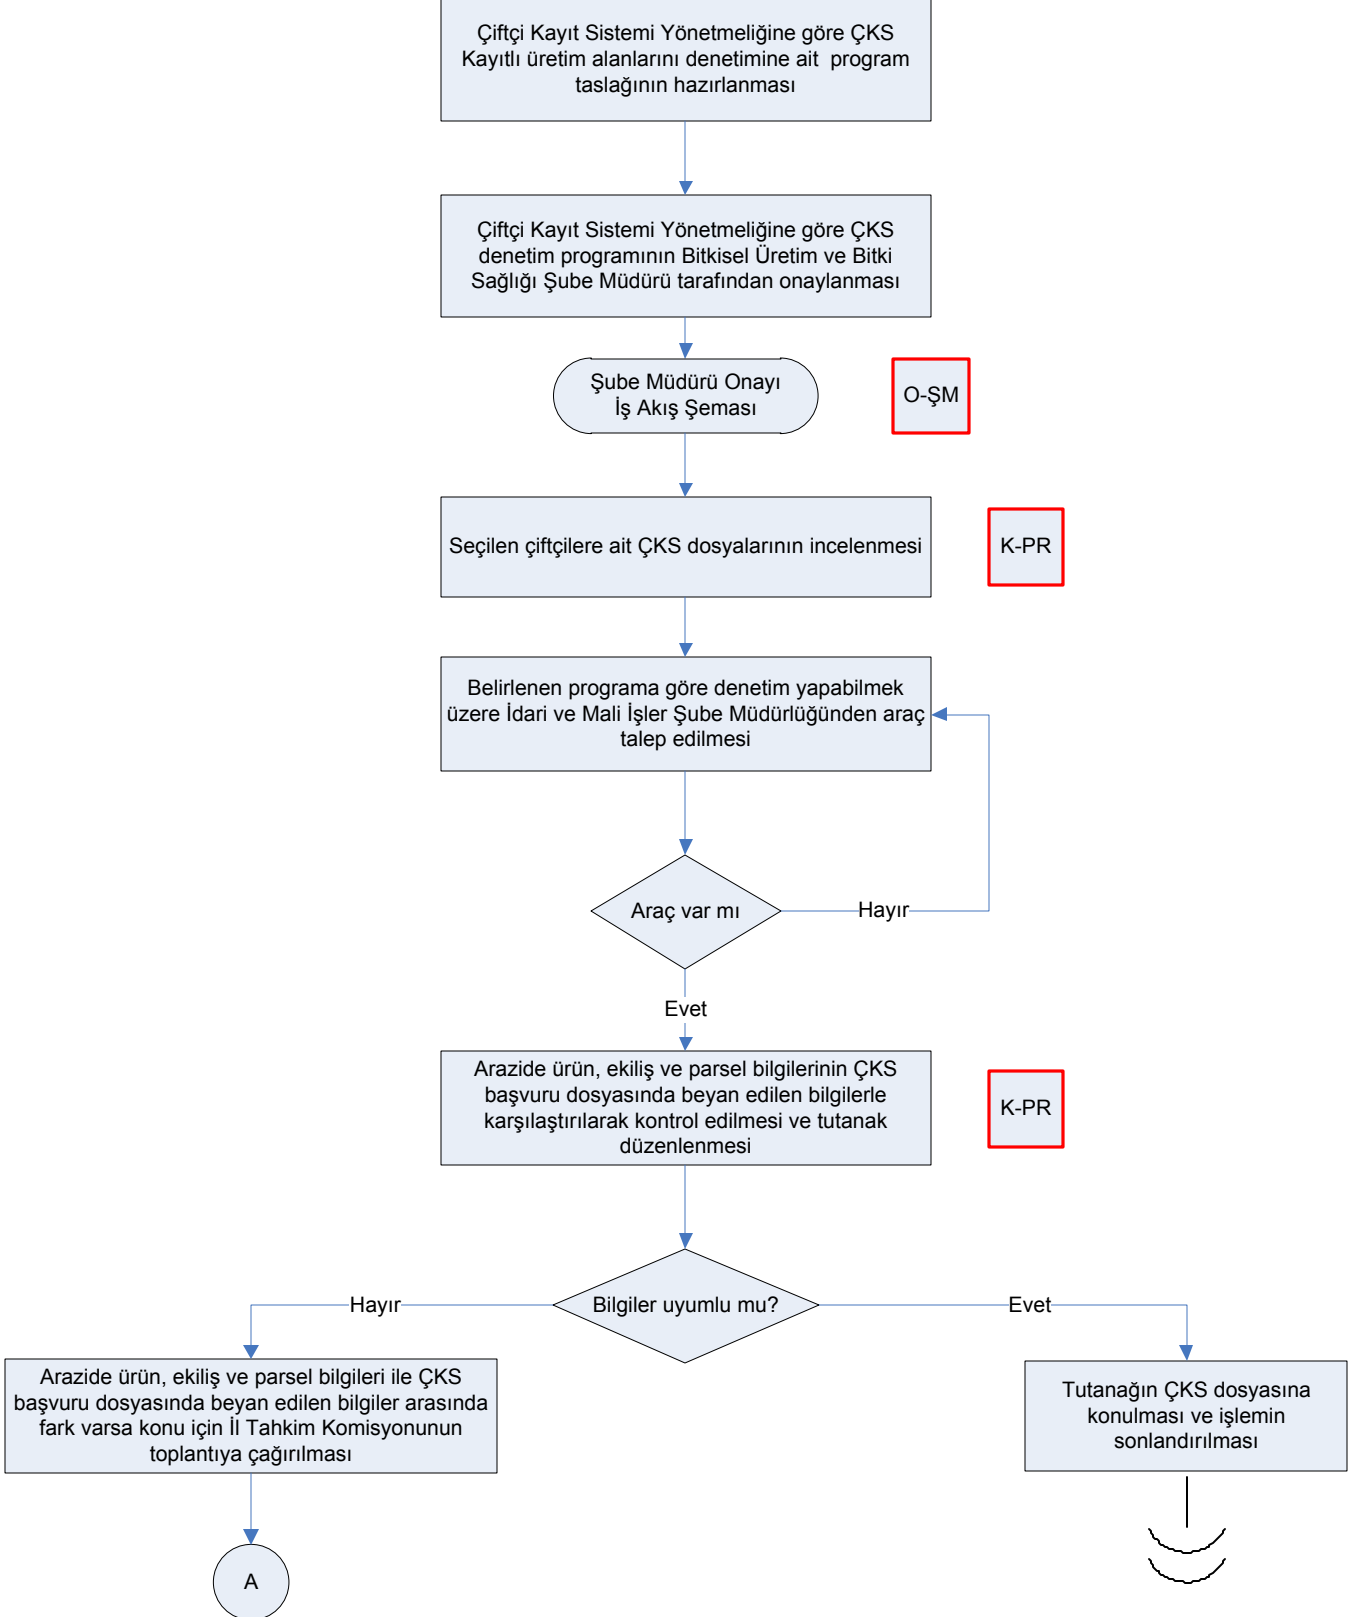 Çiftçi Kayıt Sistemi Yönetmeliğine göre ÇKS
Kayıtlı üretim alanlarını denetimine ait program
taslağının hazırlanması
Çiftçi Kayıt Sistemi Yönetmeliğine göre ÇKS
denetim programının Bitkisel Üretim ve Bitki
Sağlığı Şube Müdürü tarafından onaylanması
Şube Müdürü Onayı
İş Akış Şeması
O-ŞM
Seçilen çiftçilere ait ÇKS dosyalarının incelenmesi
K-PR
Belirlenen programa göre denetim yapabilmek
üzere İdari ve Mali İşler Şube Müdürlüğünden araç
talep edilmesi
Araç var mı
Hayır
Evet
Arazide ürün, ekiliş ve parsel bilgilerinin ÇKS
başvuru dosyasında beyan edilen bilgilerle
karşılaştırılarak kontrol edilmesi ve tutanak
düzenlenmesi
K-PR
Bilgiler uyumlu mu?
Hayır
Evet
Arazide ürün, ekiliş ve parsel bilgileri ile ÇKS
başvuru dosyasında beyan edilen bilgiler arasında
fark varsa konu için İl Tahkim Komisyonunun
toplantıya çağırılması
Tutanağın ÇKS dosyasına
konulması ve işlemin
sonlandırılması
A